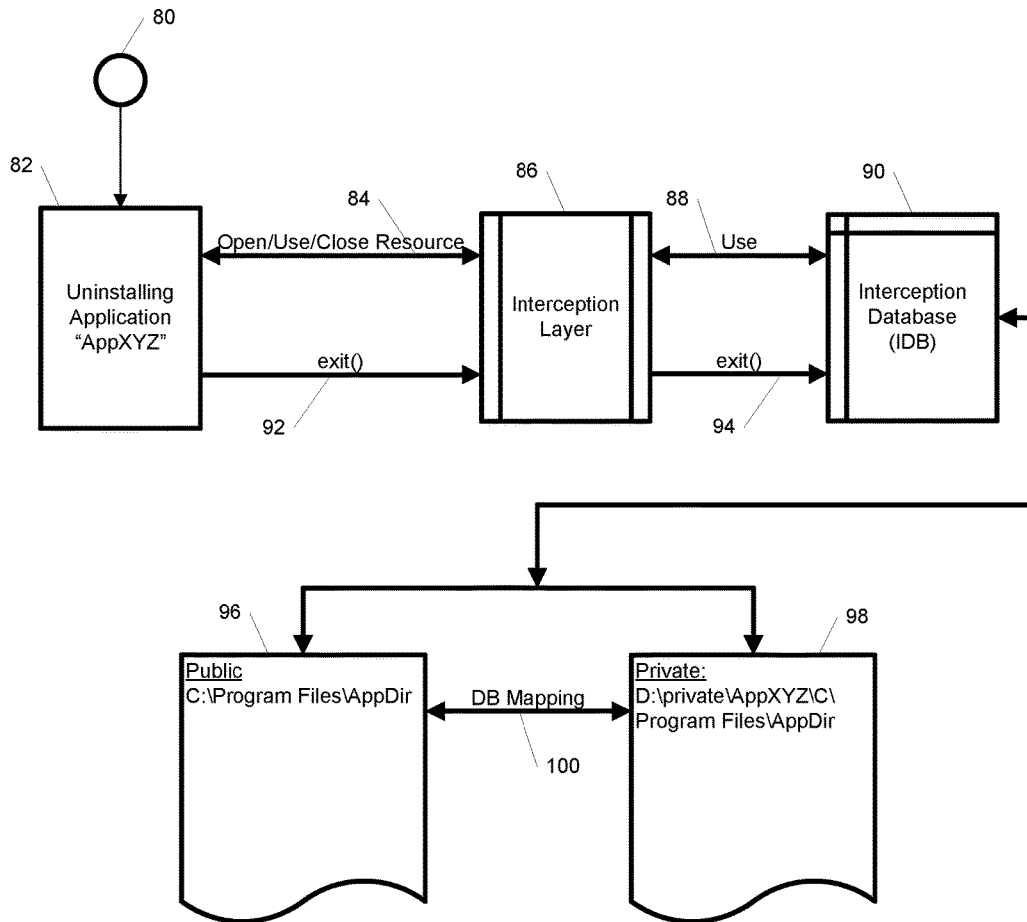 80
82
84
86
88
90
Open/Use/Close Resource
Use
Uninstalling
Application
“AppXYZ”
Interception
Layer
Interception
Database
(IDB)
exit()
exit()
92
94
96
98
Public
C:\Program Files\AppDir
DB Mapping
Private:
D:\private\AppXYZ\C\
Program Files\AppDir
100